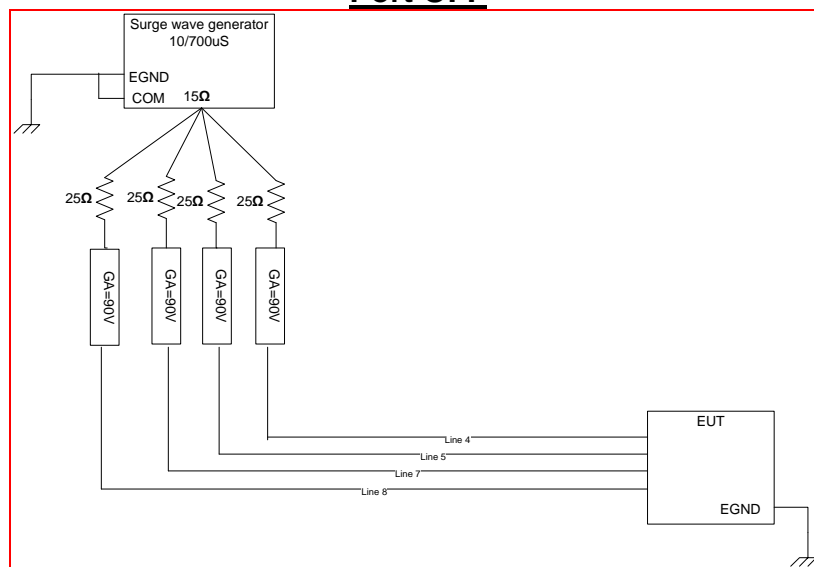 Surge wave generator
10/700uS
EGND
COM 15Ω
25Ω 25Ω 25Ω 25Ω
GA=90V GA=90V GA=90V GA=90V
Line 4
Line 5
Line 7
Line 8
EUT
EGND